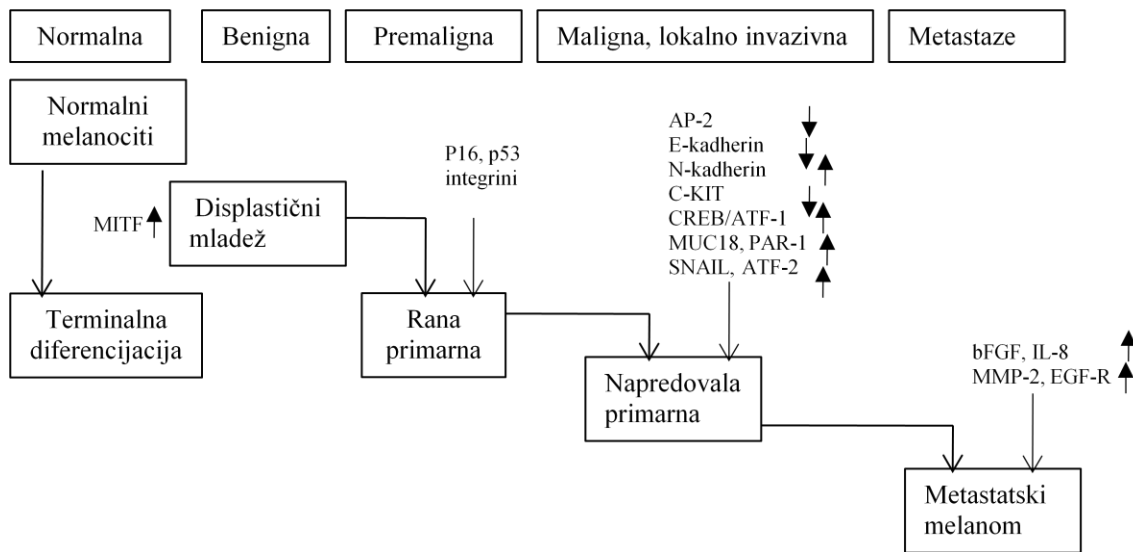 Normalna
Benigna
Premaligna
Maligna, lokalno invazivna
Metastaze
Normalni
melanociti
AP-2
E-kadherin
N-kadherin
C-KIT
CREB/ATF-1
MUC18, PAR-1
SNAIL, ATF-2
P16, p53
integrini
MITF
Displastični
mladež
Terminalna
diferencijacija
Rana
primarna
Napredovala
primarna
bFGF, IL-8
MMP-2, EGF-R
Metastatski
melanom